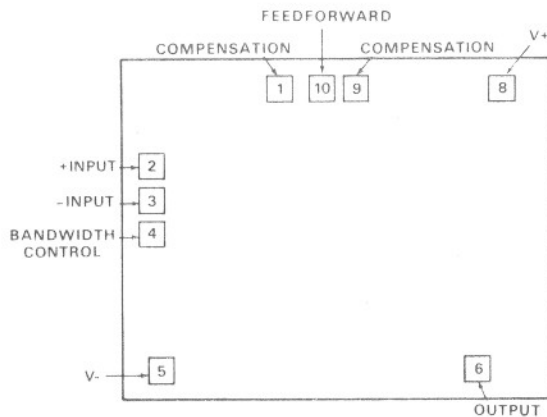 FEEDFORWARD
COMPENSATION
COMPENSATION
V+
1
10
9
8
+INPUT
2
-INPUT
3
BANDWIDTH
CONTROL
4
V-
5
6
OUTPUT